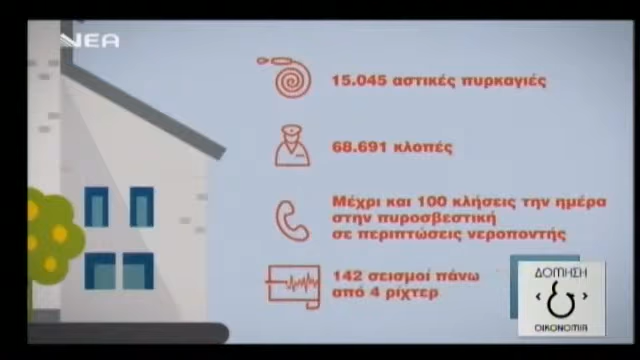 ΝΕΑ
15.045 αστικές πυρκαγιές
68.691 κλοπές
Μέχρι και 100 κλήσεις την ημέρα
στην πυροσβεστική
σε περιπτώσεις νεροποντής
142 σεισμοί πάνω
από 4 ρίχτερ
ΔΟΜΗΣΗ
ΟΙΚΟΝΟΜΙΑ